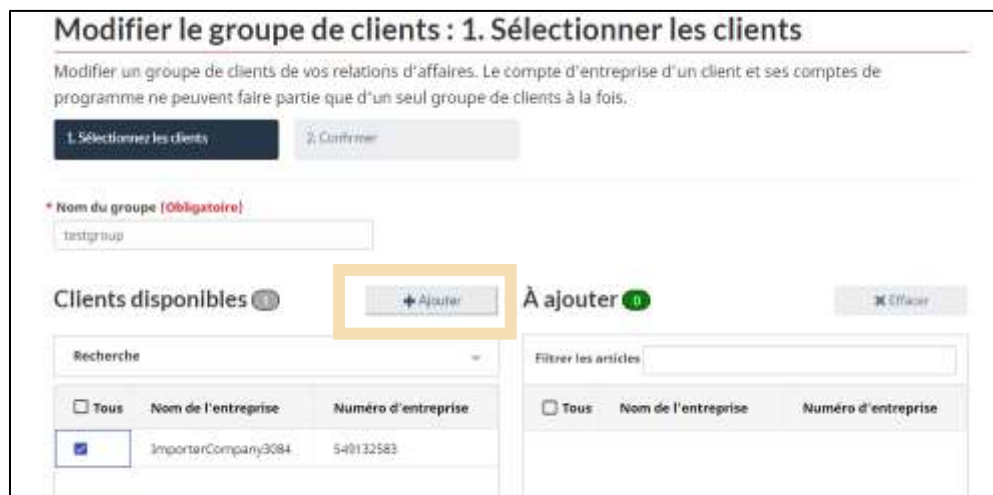 Modifier le groupe de clients : 1. Sélectionner les clients
Modifier un groupe de clients de vos relations d'affaires. Le compte d'entreprise d'un client et ses comptes de
programme ne peuvent faire partie que d'un seul groupe de clients à la fois.
1. Sélectionnez les clients
2. Confirmer
* Nom du groupe (Obligatoire)
testgroup
Clients disponibles 1
Ajouter
À ajouter 0
Effacer
Recherche
Filtrer les articles
Tous Nom de l'entreprise Numéro d'entreprise
Tous Nom de l'entreprise Numéro d'entreprise
ImporterCompany3084 549132583